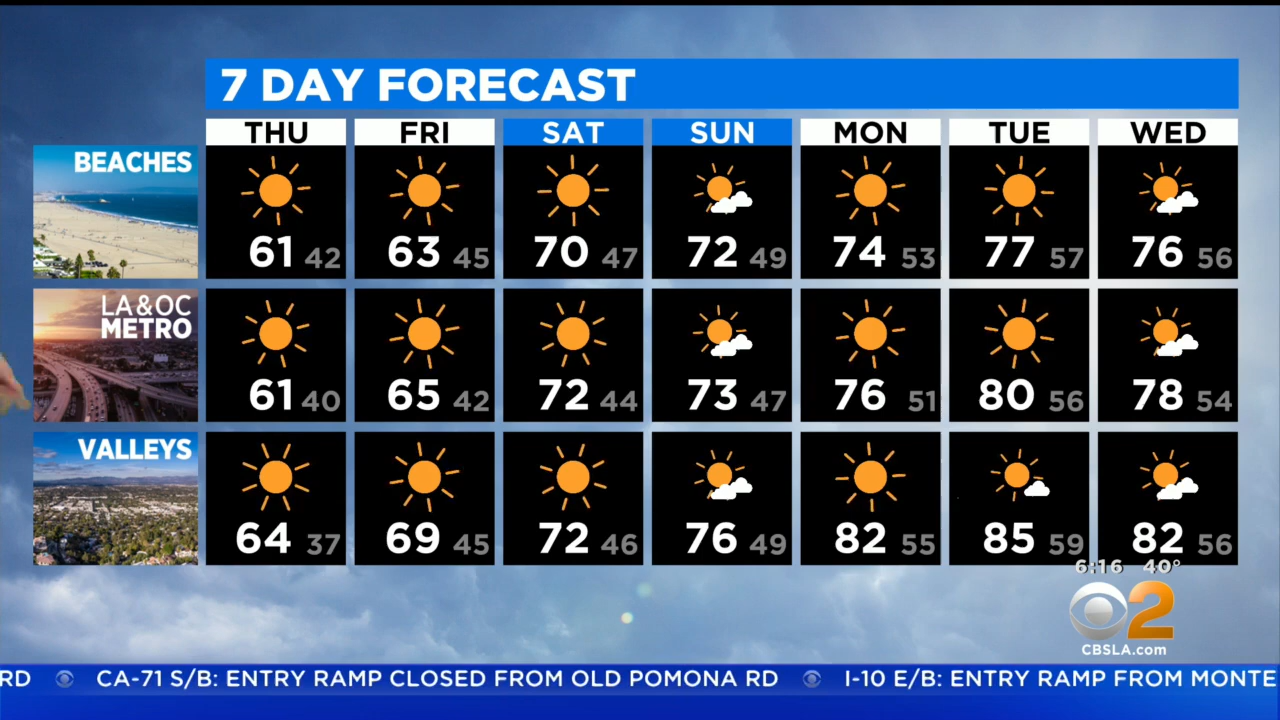 7 DAY FORECAST
THU FRI SAT SUN MON TUE WED
BEACHES
61 42 63 45 70 47 72 49 74 53 77 57 76 56
LA&OC
METRO
61 40 65 42 72 44 73 47 76 51 80 56 78 54
VALLEYS
64 37 69 45 72 46 76 49 82 55 85 59 82 56
6:16 40°
2
CBSLA.com
RD CA-71 S/B: ENTRY RAMP CLOSED FROM OLD POMONA RD I-10 E/B: ENTRY RAMP FROM MONTE